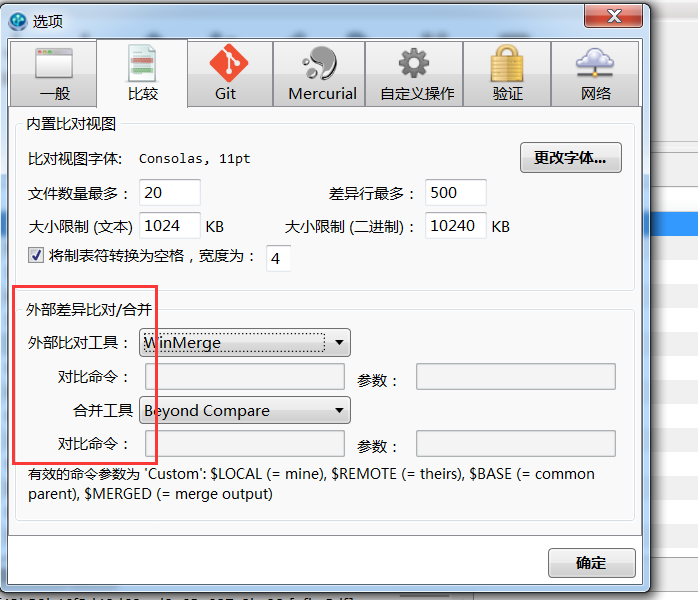 选项
一般
比较
Git
Mercurial
自定义操作
验证
网络
内置比对视图
比对视图字体: Consolas, 11pt
更改字体...
文件数量最多： 20 差异行最多： 500
大小限制 (文本) 1024 KB 大小限制 (二进制)： 10240 KB
将制表符转换为空格，宽度为： 4
外部差异比对/合并
外部比对工具： WinMerge
对比命令： 参数：
合并工具 Beyond Compare
对比命令： 参数：
有效的命令参数为 'Custom': $LOCAL (= mine), $REMOTE (= theirs), $BASE (= common
parent), $MERGED (= merge output)
确定